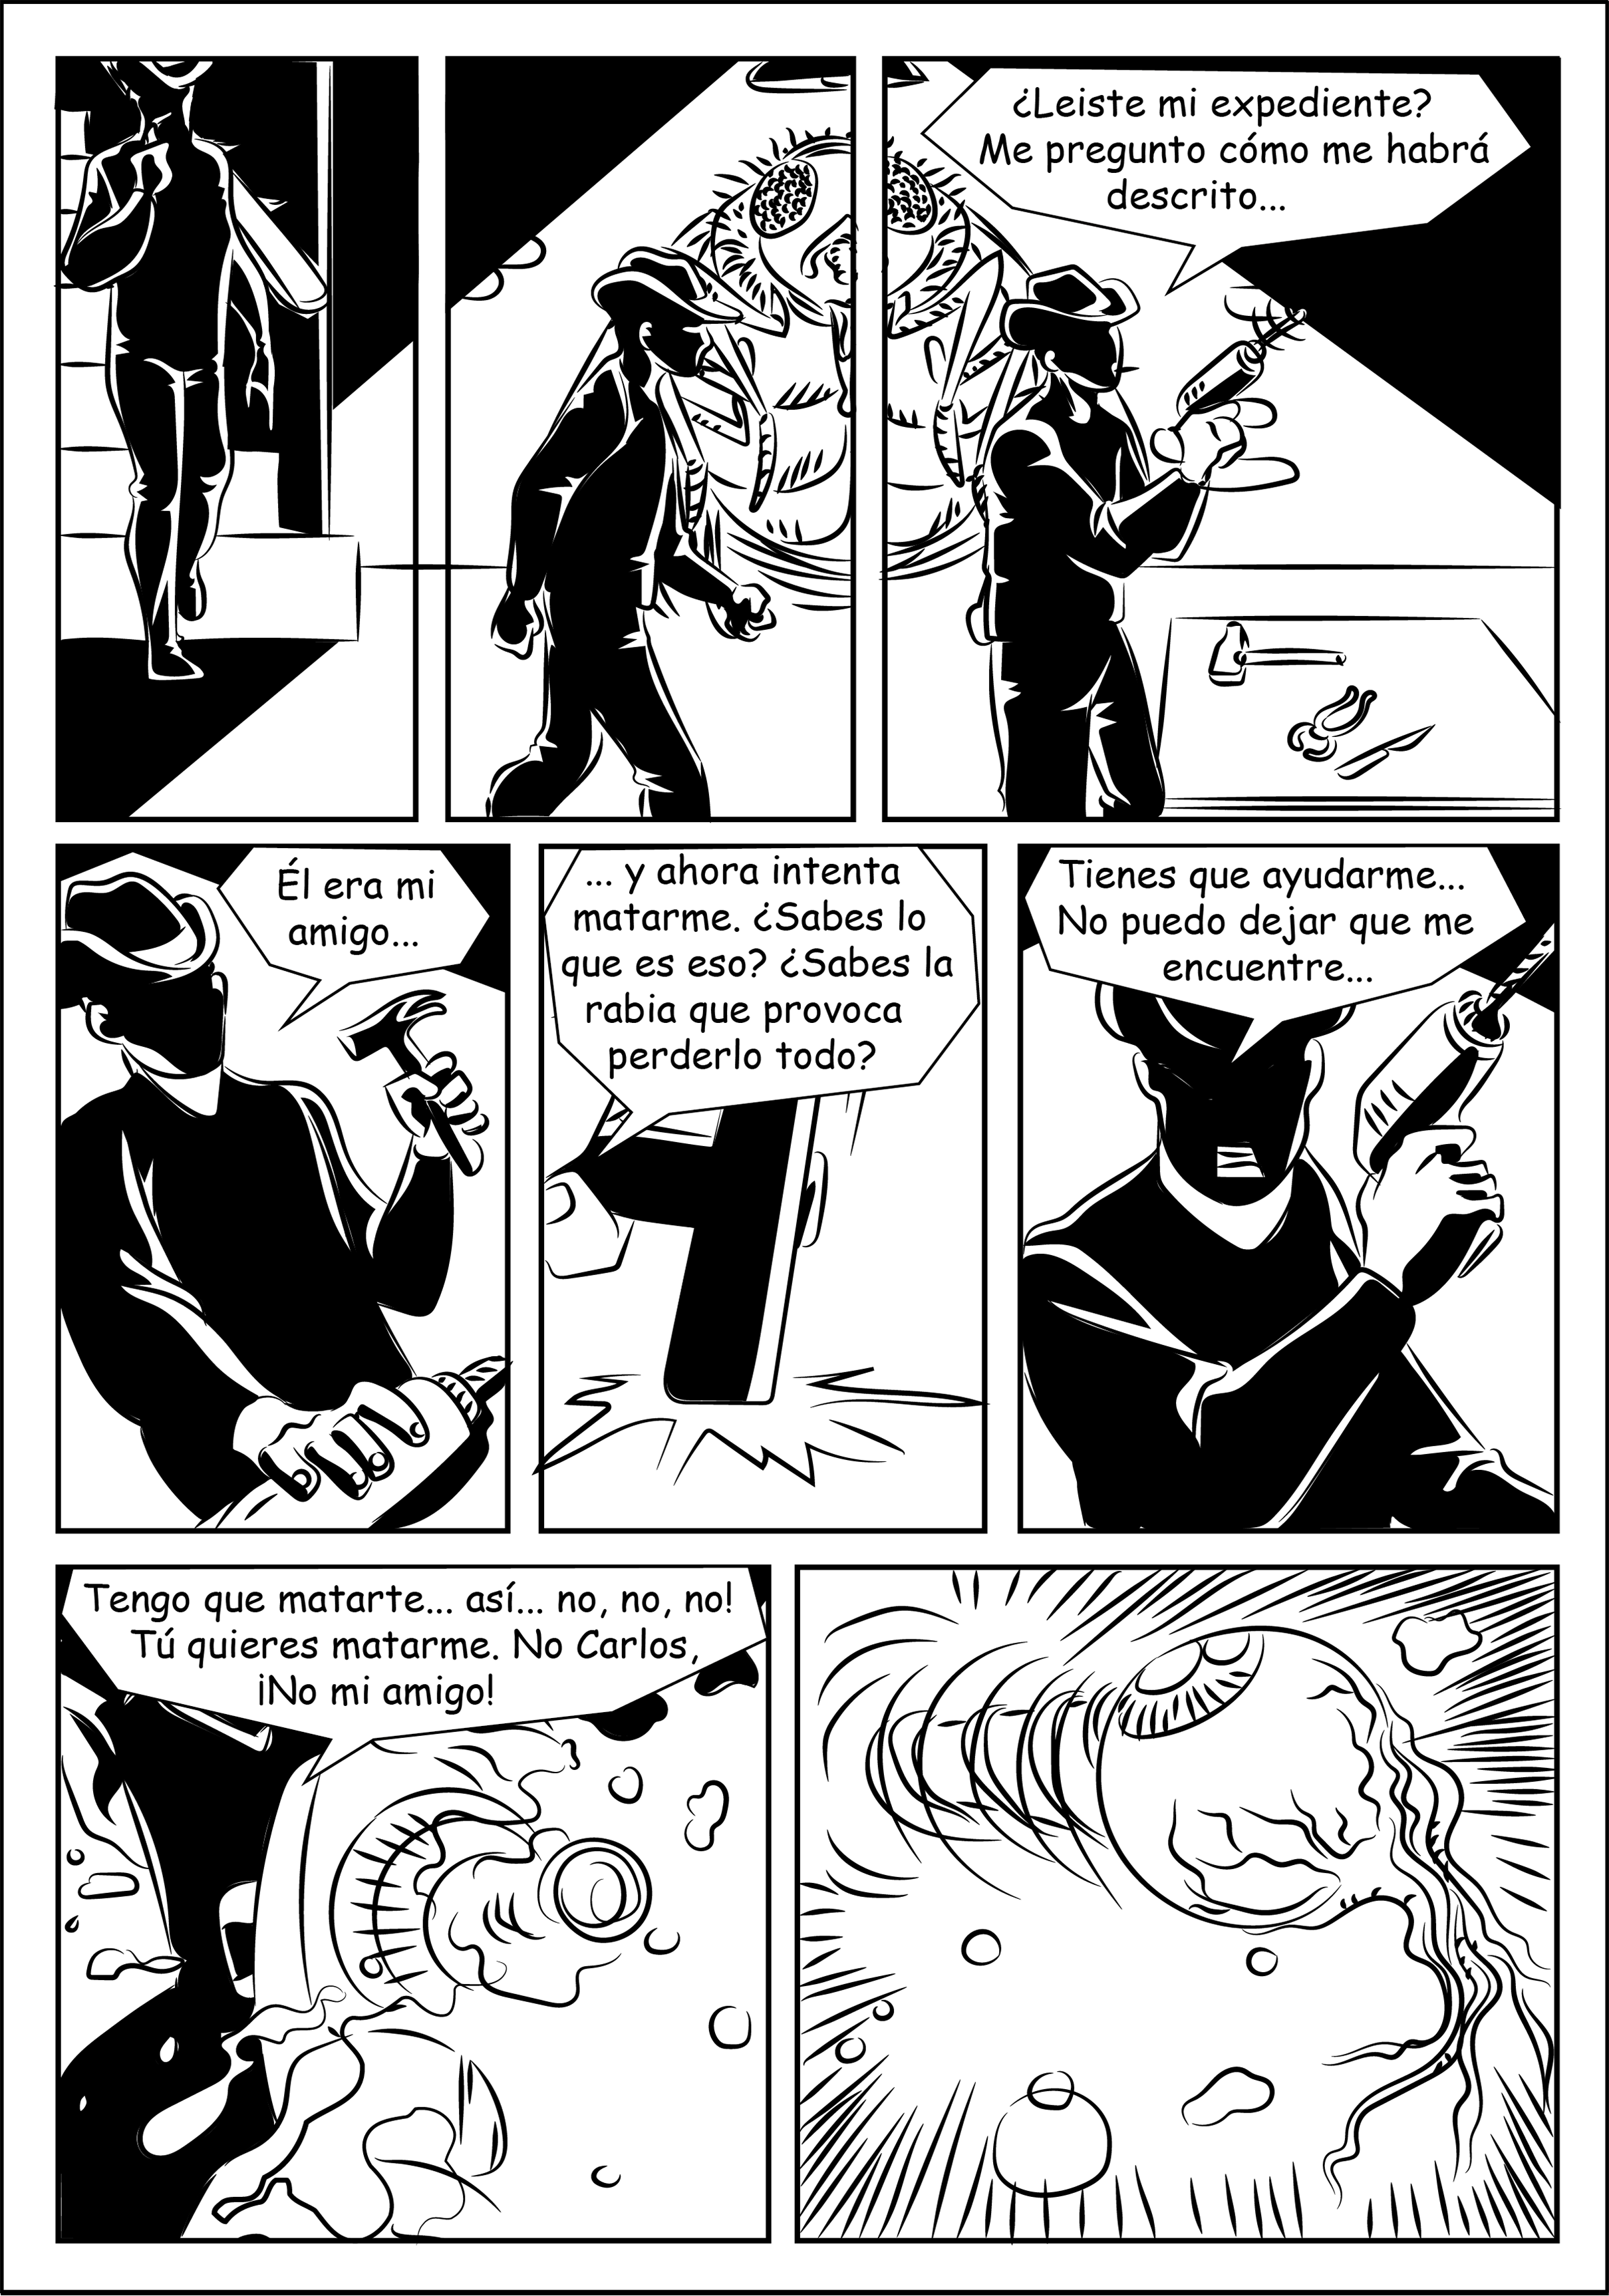 ¿Leiste mi expediente?
Me pregunto cómo me habrá
descrito...
Él era mi
amigo...
... y ahora intenta
matarme. ¿Sabes lo
que es eso? ¿Sabes la
rabia que provoca
perderlo todo?
Tienes que ayudarme...
No puedo dejar que me
encuentre...
Tengo que matarte... así... no, no, no!
Tú quieres matarme. No Carlos,
¡No mi amigo!